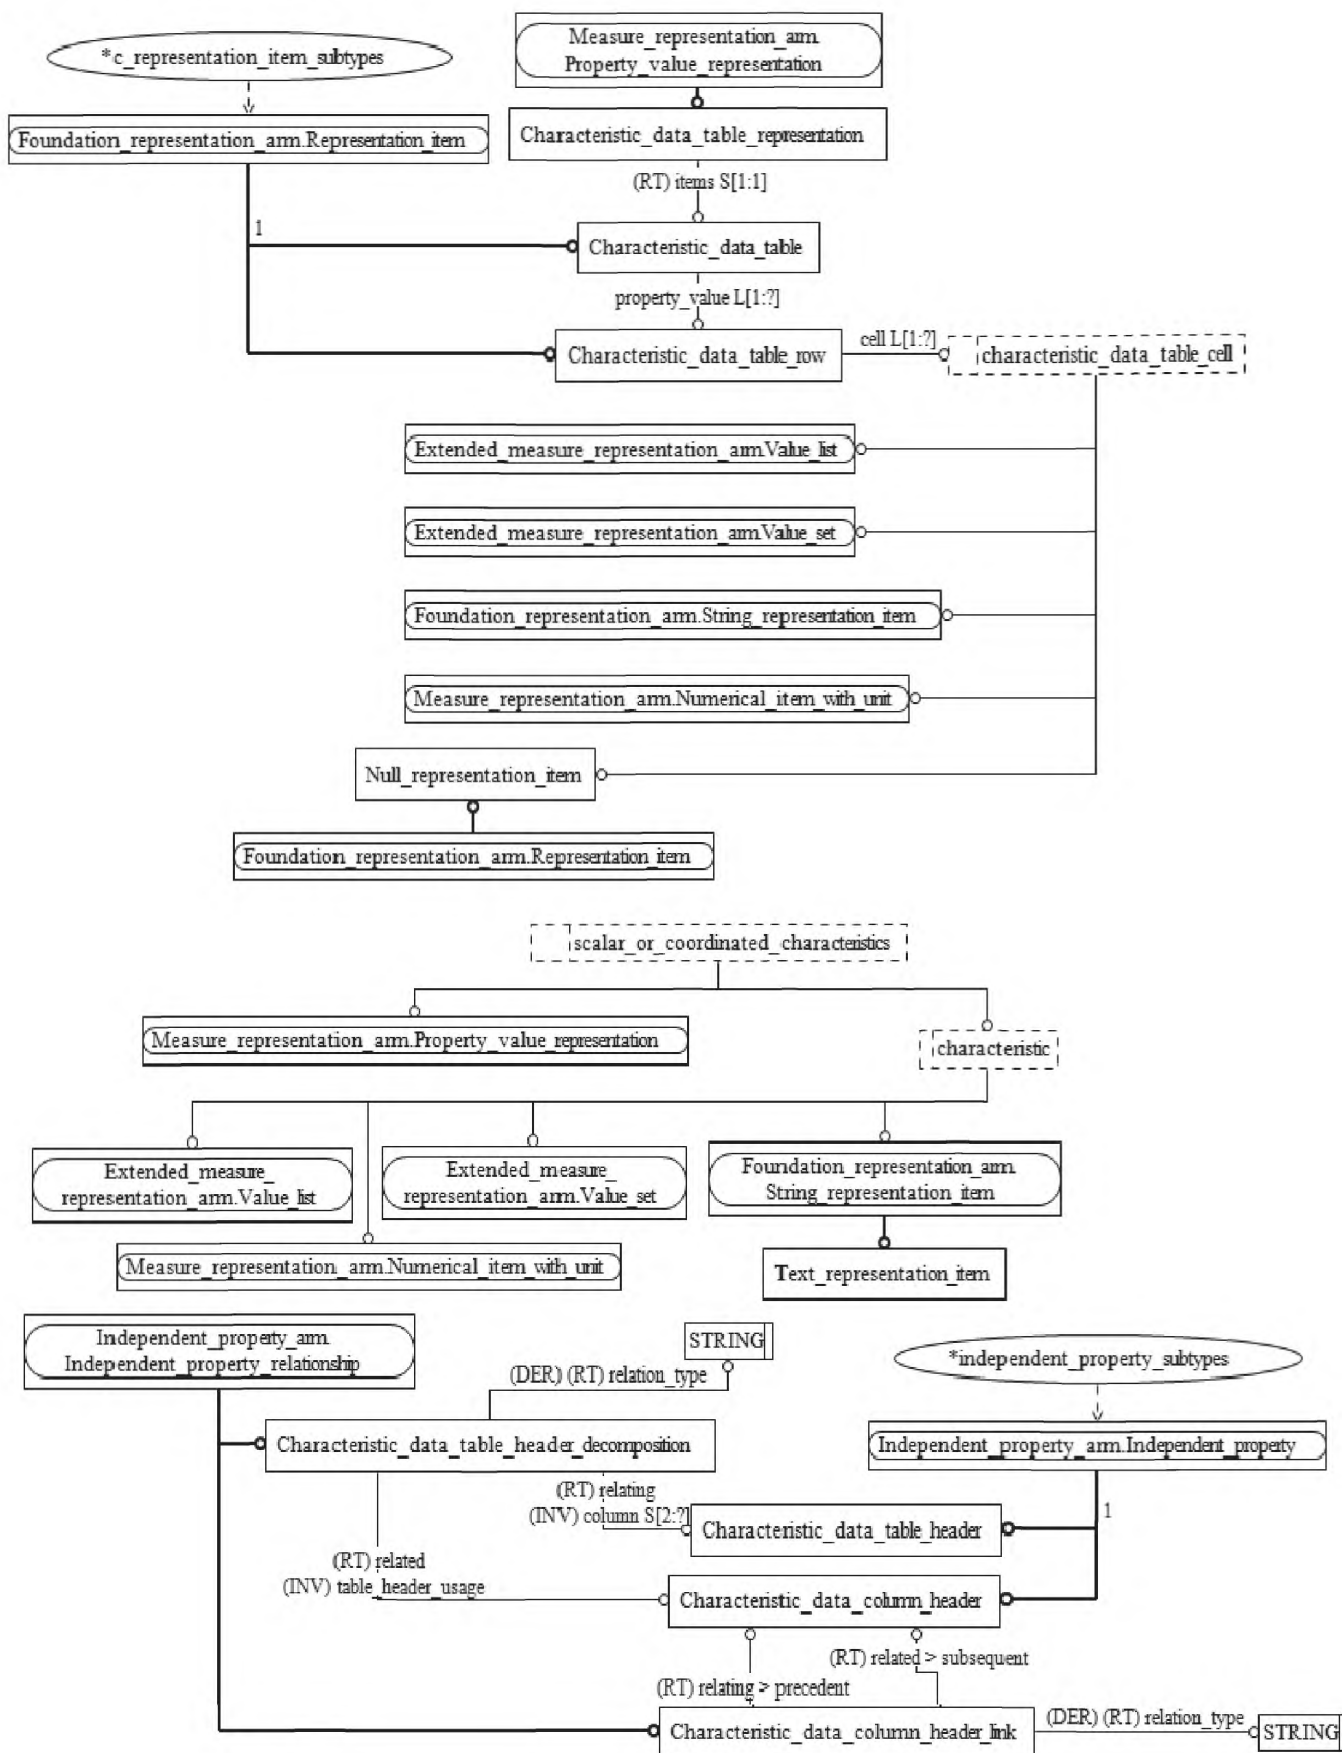 *c_representation_item_subtypes
Measure_representation_arm.
Property_value_representation
Foundation_representation_arm.Representation_item
Characteristic_data_table_representation
(RT) items S[1:1]
1
Characteristic_data_table
property_value L[1:?]
Characteristic_data_table_row
cell L[1:?]
characteristic_data_table_cell
Extended_measure_representation_arm.Value_list
Extended_measure_representation_arm.Value_set
Foundation_representation_arm.String_representation_item
Measure_representation_arm.Numerical_item_with_unit
Null_representation_item
Foundation_representation_arm.Representation_item
scalar_or_coordinated_characteristics
Measure_representation_arm.Property_value_representation
characteristic
Extended_measure_
representation_arm.Value_list
Extended_measure_
representation_arm.Value_set
Foundation_representation_arm.
String_representation_item
Measure_representation_arm.Numerical_item_with_unit
Text_representation_item
Independent_property_arm.
Independent_property_relationship
STRING
*independent_property_subtypes
(DER) (RT) relation_type
Characteristic_data_table_header_decomposition
Independent_property_arm.Independent_property
(RT) relating
(INV) column S[2:?]
1
Characteristic_data_table_header
(RT) related
(INV) table_header_usage
Characteristic_data_column_header
(RT) related > subsequent
(RT) relating > precedent
Characteristic_data_column_header_link
(DER) (RT) relation_type
STRING